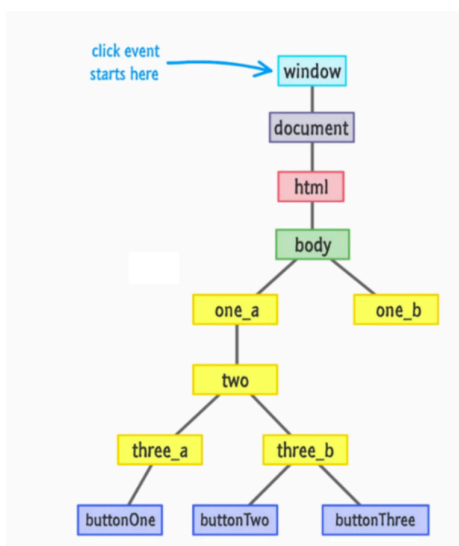 click event
starts here
window
document
html
body
one_a
one_b
two
three_a
three_b
buttonOne
buttonTwo
buttonThree